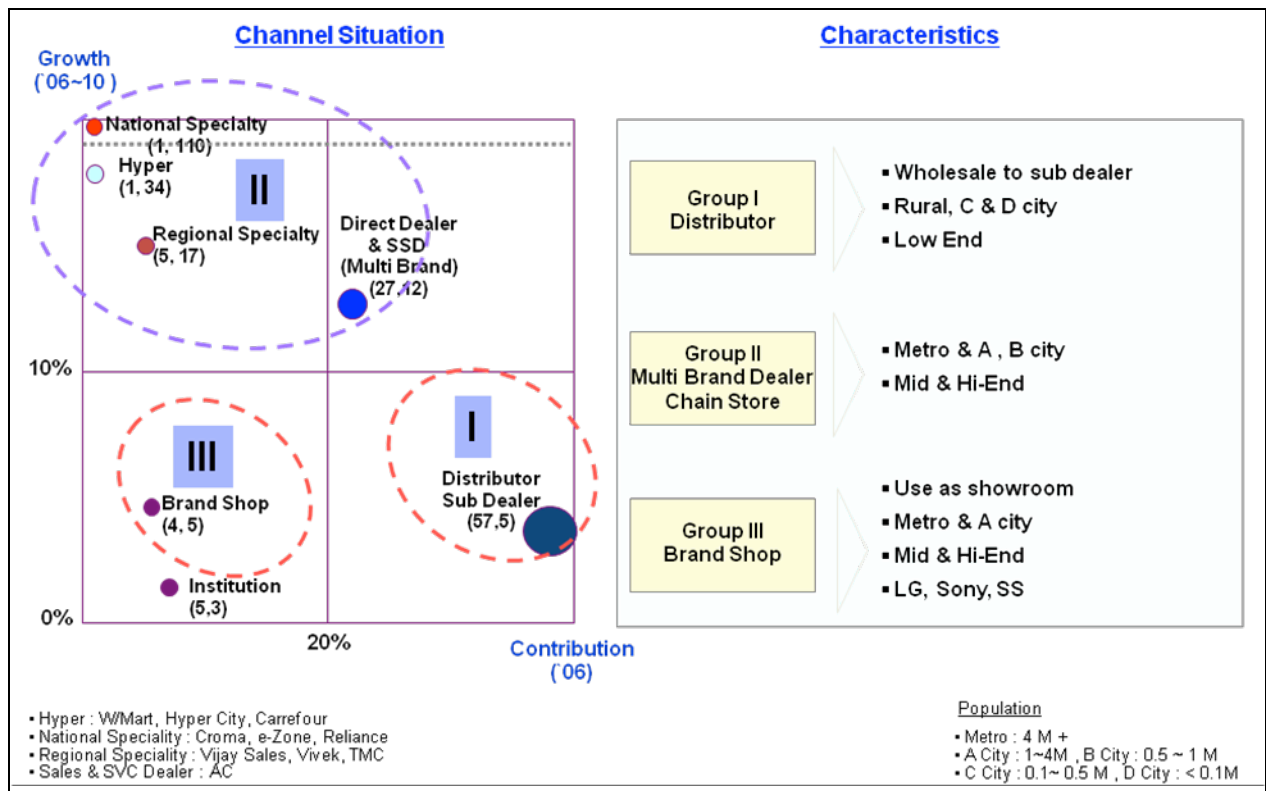 Channel Situation
Characteristics
Growth
(`06~10 )
National Specialty
(1, 110)
Hyper
(1, 34)
II
Regional Specialty
(5, 17)
Direct Dealer
& SSD
(Multi Brand)
(27,12)
10%
I
III
Distributor
Sub Dealer
(57,5)
Brand Shop
(4, 5)
Institution
(5,3)
0%
20%
Contribution
(`06)
Group I
Distributor
▪ Wholesale to sub dealer
▪ Rural, C & D city
▪ Low End
Group II
Multi Brand Dealer
Chain Store
▪ Metro & A , B city
▪ Mid & Hi-End
Group III
Brand Shop
▪ Use as showroom
▪ Metro & A city
▪ Mid & Hi-End
▪ LG, Sony, SS
▪ Hyper : W/Mart, Hyper City, Carrefour
▪ National Speciality : Croma, e-Zone, Reliance
▪ Regional Speciality : Vijay Sales, Vivek, TMC
▪ Sales & SVC Dealer : AC
Population
▪ Metro : 4 M +
▪ A City : 1~4M , B City : 0.5 ~ 1 M
▪ C City : 0.1~ 0.5 M , D City : < 0.1M